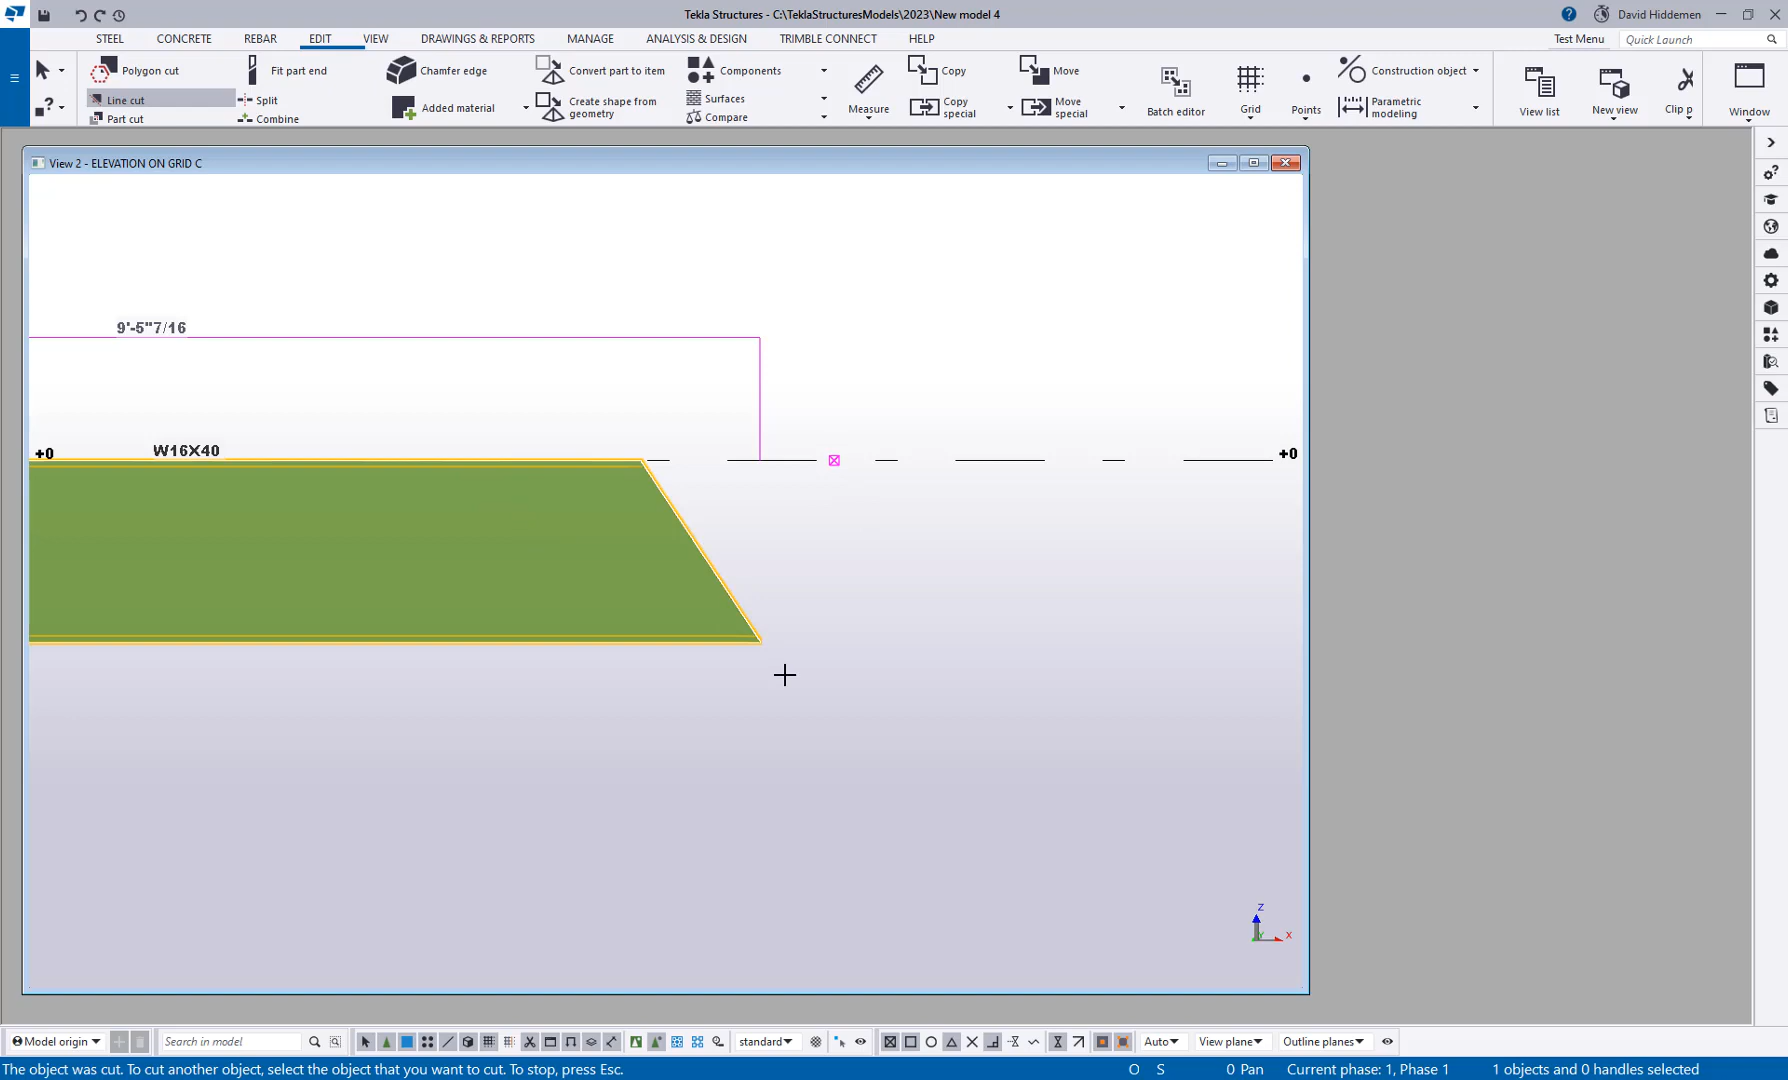 Tekla Structures - C:\TeklaStructuresModels\2023\New model 4
David Hiddemen
STEEL
CONCRETE
REBAR
EDIT
VIEW
DRAWINGS & REPORTS
MANAGE
ANALYSIS & DESIGN
TRIMBLE CONNECT
HELP
Test Menu
Quick Launch
Polygon cut
Line cut
Part cut
Fit part end
Split
Combine
Chamfer edge
Added material
Convert part to item
Create shape from
geometry
Components
Surfaces
Compare
Measure
Copy
Copy
special
Move
Move
special
Batch editor
Grid
Points
Construction object
Parametric
modeling
View list
New view
Clip p
Window
View 2 - ELEVATION ON GRID C
9'-5"7/16
+0
W16X40
+0
Z
Y
X
Model origin
Search in model
standard
Auto
View plane
Outline planes
The object was cut. To cut another object, select the object that you want to cut. To stop, press Esc.
O
S
0 Pan
Current phase: 1, Phase 1
1 objects and 0 handles selected